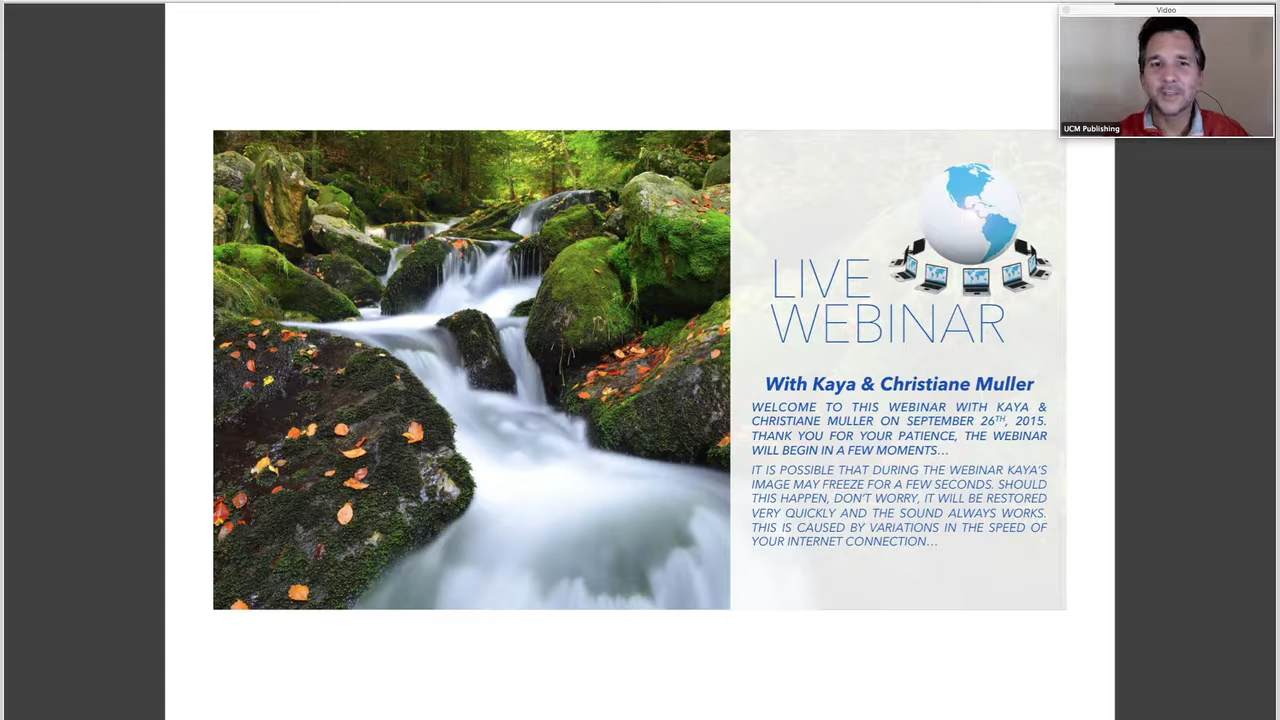 Video
UCM Publishing
LIVE
WEBINAR
With Kaya & Christiane Muller
WELCOME TO THIS WEBINAR WITH KAYA &
CHRISTIANE MULLER ON SEPTEMBER 26TH, 2015.
THANK YOU FOR YOUR PATIENCE, THE WEBINAR
WILL BEGIN IN A FEW MOMENTS…
IT IS POSSIBLE THAT DURING THE WEBINAR KAYA'S
IMAGE MAY FREEZE FOR A FEW SECONDS. SHOULD
THIS HAPPEN, DON'T WORRY, IT WILL BE RESTORED
VERY QUICKLY AND THE SOUND ALWAYS WORKS.
THIS IS CAUSED BY VARIATIONS IN THE SPEED OF
YOUR INTERNET CONNECTION…